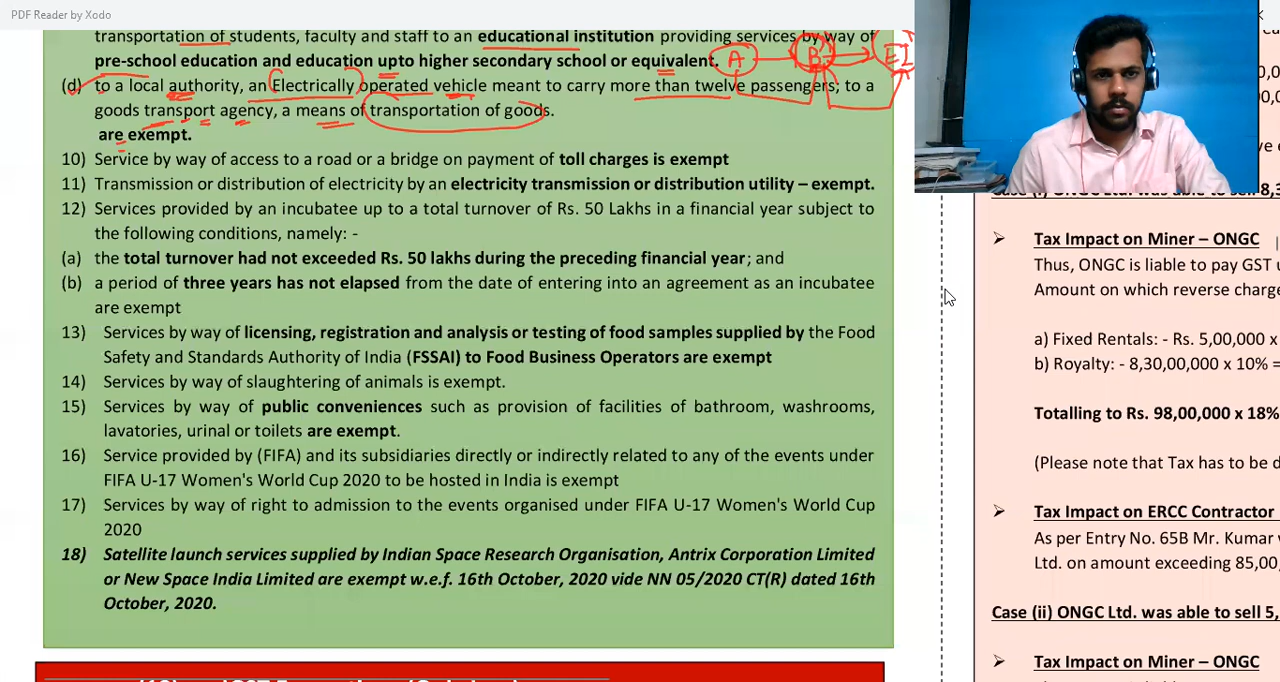 PDF Reader by Xodo
transportation of students, faculty and staff to an educational institution providing services by way of
pre-school education and education upto higher secondary school or equivalent.
A B EI
(d) to a local authority, an Electrically operated vehicle meant to carry more than twelve passengers; to a
goods transport agency, a means of transportation of goods.
are exempt.
10) Service by way of access to a road or a bridge on payment of toll charges is exempt
11) Transmission or distribution of electricity by an electricity transmission or distribution utility – exempt.
12) Services provided by an incubatee up to a total turnover of Rs. 50 Lakhs in a financial year subject to
the following conditions, namely: -
(a) the total turnover had not exceeded Rs. 50 lakhs during the preceding financial year; and
(b) a period of three years has not elapsed from the date of entering into an agreement as an incubatee
are exempt
13) Services by way of licensing, registration and analysis or testing of food samples supplied by the Food
Safety and Standards Authority of India (FSSAI) to Food Business Operators are exempt
14) Services by way of slaughtering of animals is exempt.
15) Services by way of public conveniences such as provision of facilities of bathroom, washrooms,
lavatories, urinal or toilets are exempt.
16) Service provided by (FIFA) and its subsidiaries directly or indirectly related to any of the events under
FIFA U-17 Women's World Cup 2020 to be hosted in India is exempt
17) Services by way of right to admission to the events organised under FIFA U-17 Women's World Cup
2020
18) Satellite launch services supplied by Indian Space Research Organisation, Antrix Corporation Limited
or New Space India Limited are exempt w.e.f. 16th October, 2020 vide NN 05/2020 CT(R) dated 16th
October, 2020.
Tax Impact on Miner – ONGC
Thus, ONGC is liable to pay GST
Amount on which reverse charge
a) Fixed Rentals: - Rs. 5,00,000 x
b) Royalty: - 8,30,00,000 x 10% =
Totalling to Rs. 98,00,000 x 18%
(Please note that Tax has to be d
Tax Impact on ERCC Contractor
As per Entry No. 65B Mr. Kumar
Ltd. on amount exceeding 85,00,
Case (ii) ONGC Ltd. was able to sell 5,
Tax Impact on Miner – ONGC